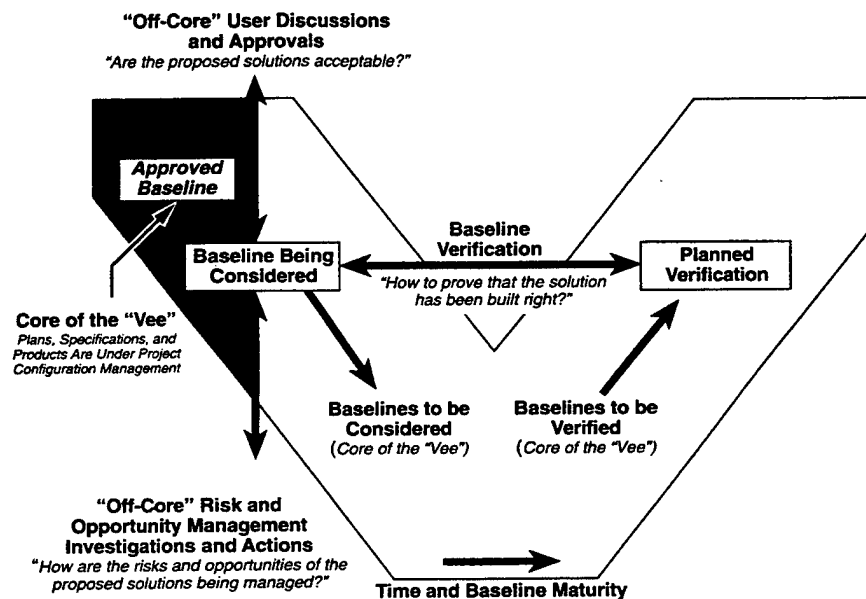 “Off-Core” User Discussions
and Approvals
“Are the proposed solutions acceptable?”
Approved
Baseline
Baseline Being
Considered
Baseline
Verification
“How to prove that the solution
has been built right?”
Planned
Verification
Core of the “Vee”
Plans, Specifications, and
Products Are Under Project
Configuration Management
Baselines to be
Considered
(Core of the “Vee”)
Baselines to be
Verified
(Core of the “Vee”)
“Off-Core” Risk and
Opportunity Management
Investigations and Actions
“How are the risks and opportunities of the
proposed solutions being managed?”
Time and Baseline Maturity